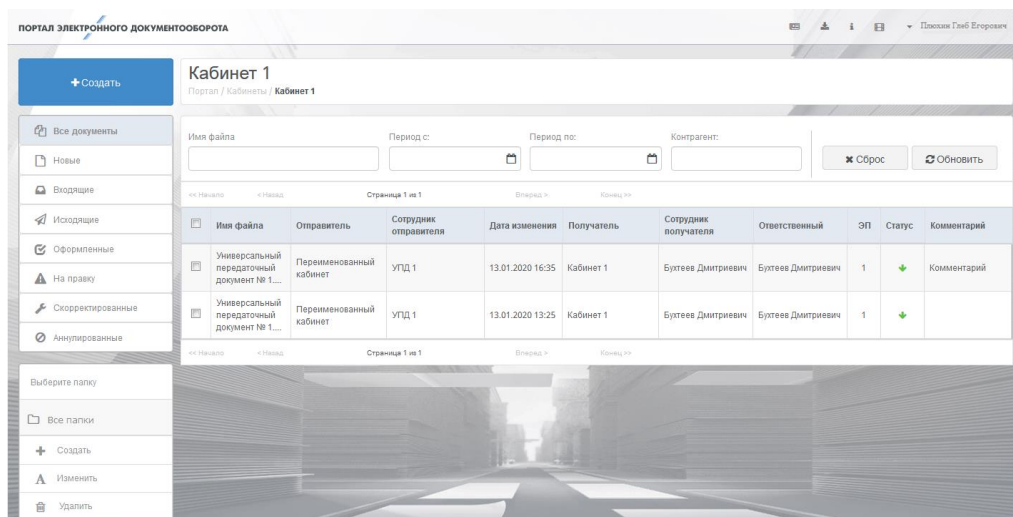 ПОРТАЛ ЭЛЕКТРОННОГО ДОКУМЕНТООБОРОТА
Плюхин Глеб Егорович
Создать
Кабинет 1
Портал / Кабинеты / Кабинет 1
Все документы
Новые
Входящие
Исходящие
Оформленные
На правку
Скорректированные
Аннулированные
Имя файла
Период с:
Период по:
Контрагент:
Сброс
Обновить
<< Начало < Назад Страница 1 из 1 Вперед > Конец >>
Имя файла Отправитель Сотрудник отправителя Дата изменения Получатель Сотрудник получателя Ответственный ЭП Статус Комментарий
Универсальный передаточный документ № 1.... Переименованный кабинет УПД 1 13.01.2020 16:35 Кабинет 1 Бухтеев Дмитриевич Бухтеев Дмитриевич 1 Комментарий
Универсальный передаточный документ № 1.... Переименованный кабинет УПД 1 13.01.2020 13:25 Кабинет 1 Бухтеев Дмитриевич Бухтеев Дмитриевич 1
<< Начало < Назад Страница 1 из 1 Вперед > Конец >>
Выберите папку
Все папки
Создать
Изменить
Удалить